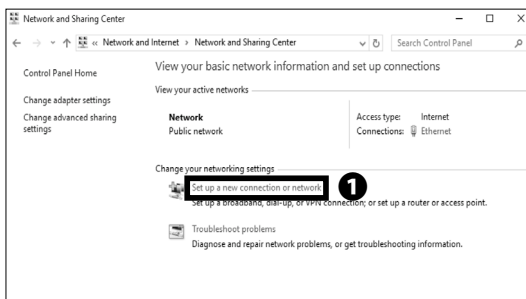 Network and Sharing Center
« Network and Internet > Network and Sharing Center
Search Control Panel
Control Panel Home
Change adapter settings
Change advanced sharing
settings
View your basic network information and set up connections
View your active networks
Network
Public network
Access type: Internet
Connections: Ethernet
Change your networking settings
Set up a new connection or network
1
Set up a broadband, dial-up, or VPN connection; or set up a router or access point.
Troubleshoot problems
Diagnose and repair network problems, or get troubleshooting information.